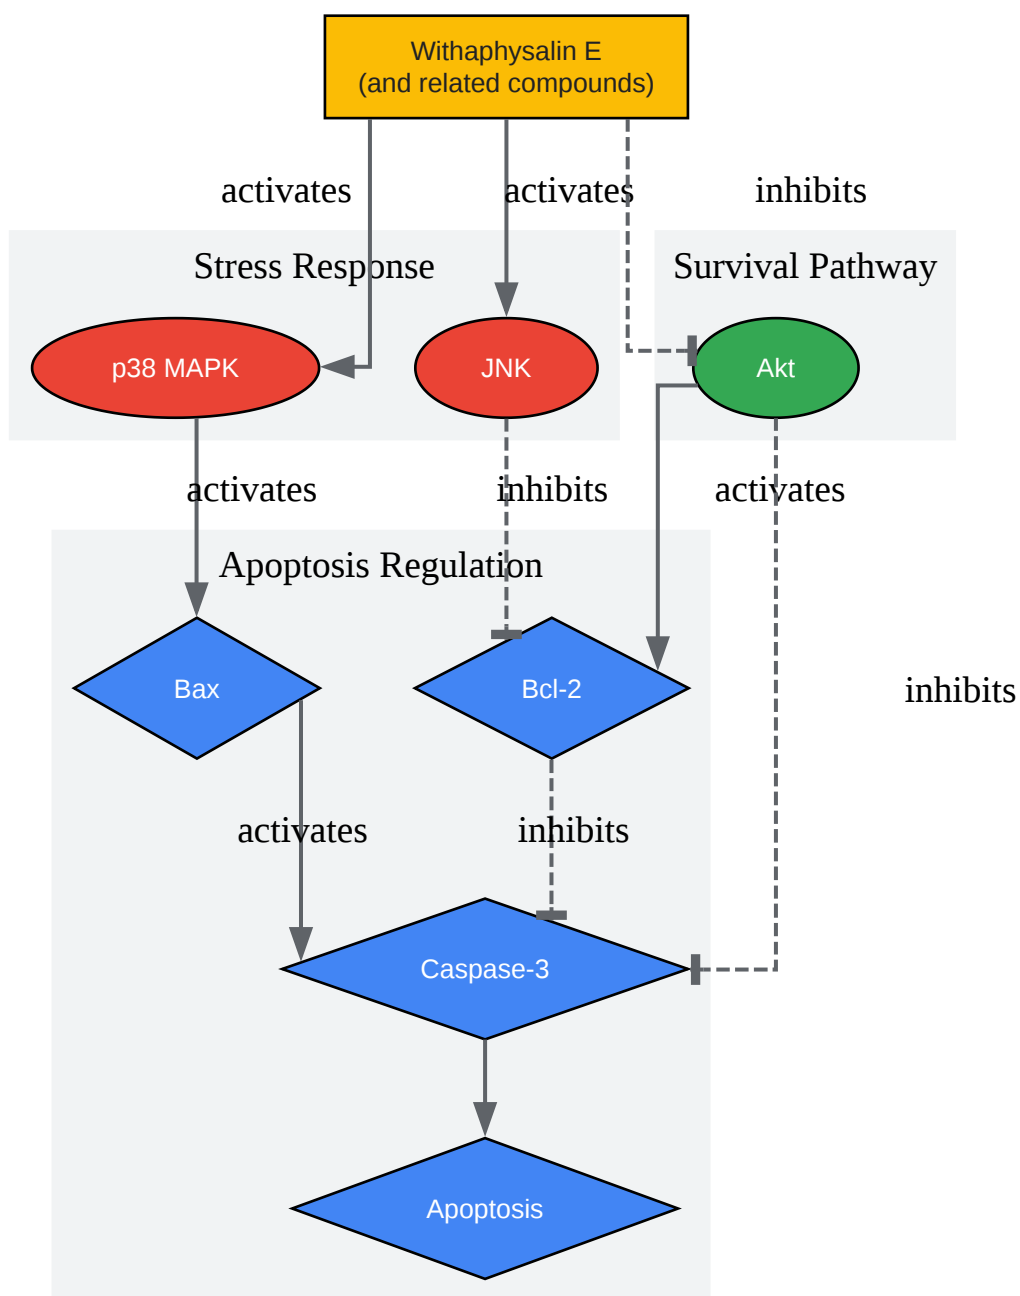 Withaphysalin E
(and related compounds)
activates
activates
inhibits
Stress Response
Survival Pathway
p38 MAPK
JNK
Akt
activates
inhibits
activates
Apoptosis Regulation
Bax
Bcl-2
inhibits
activates
inhibits
Caspase-3
Apoptosis